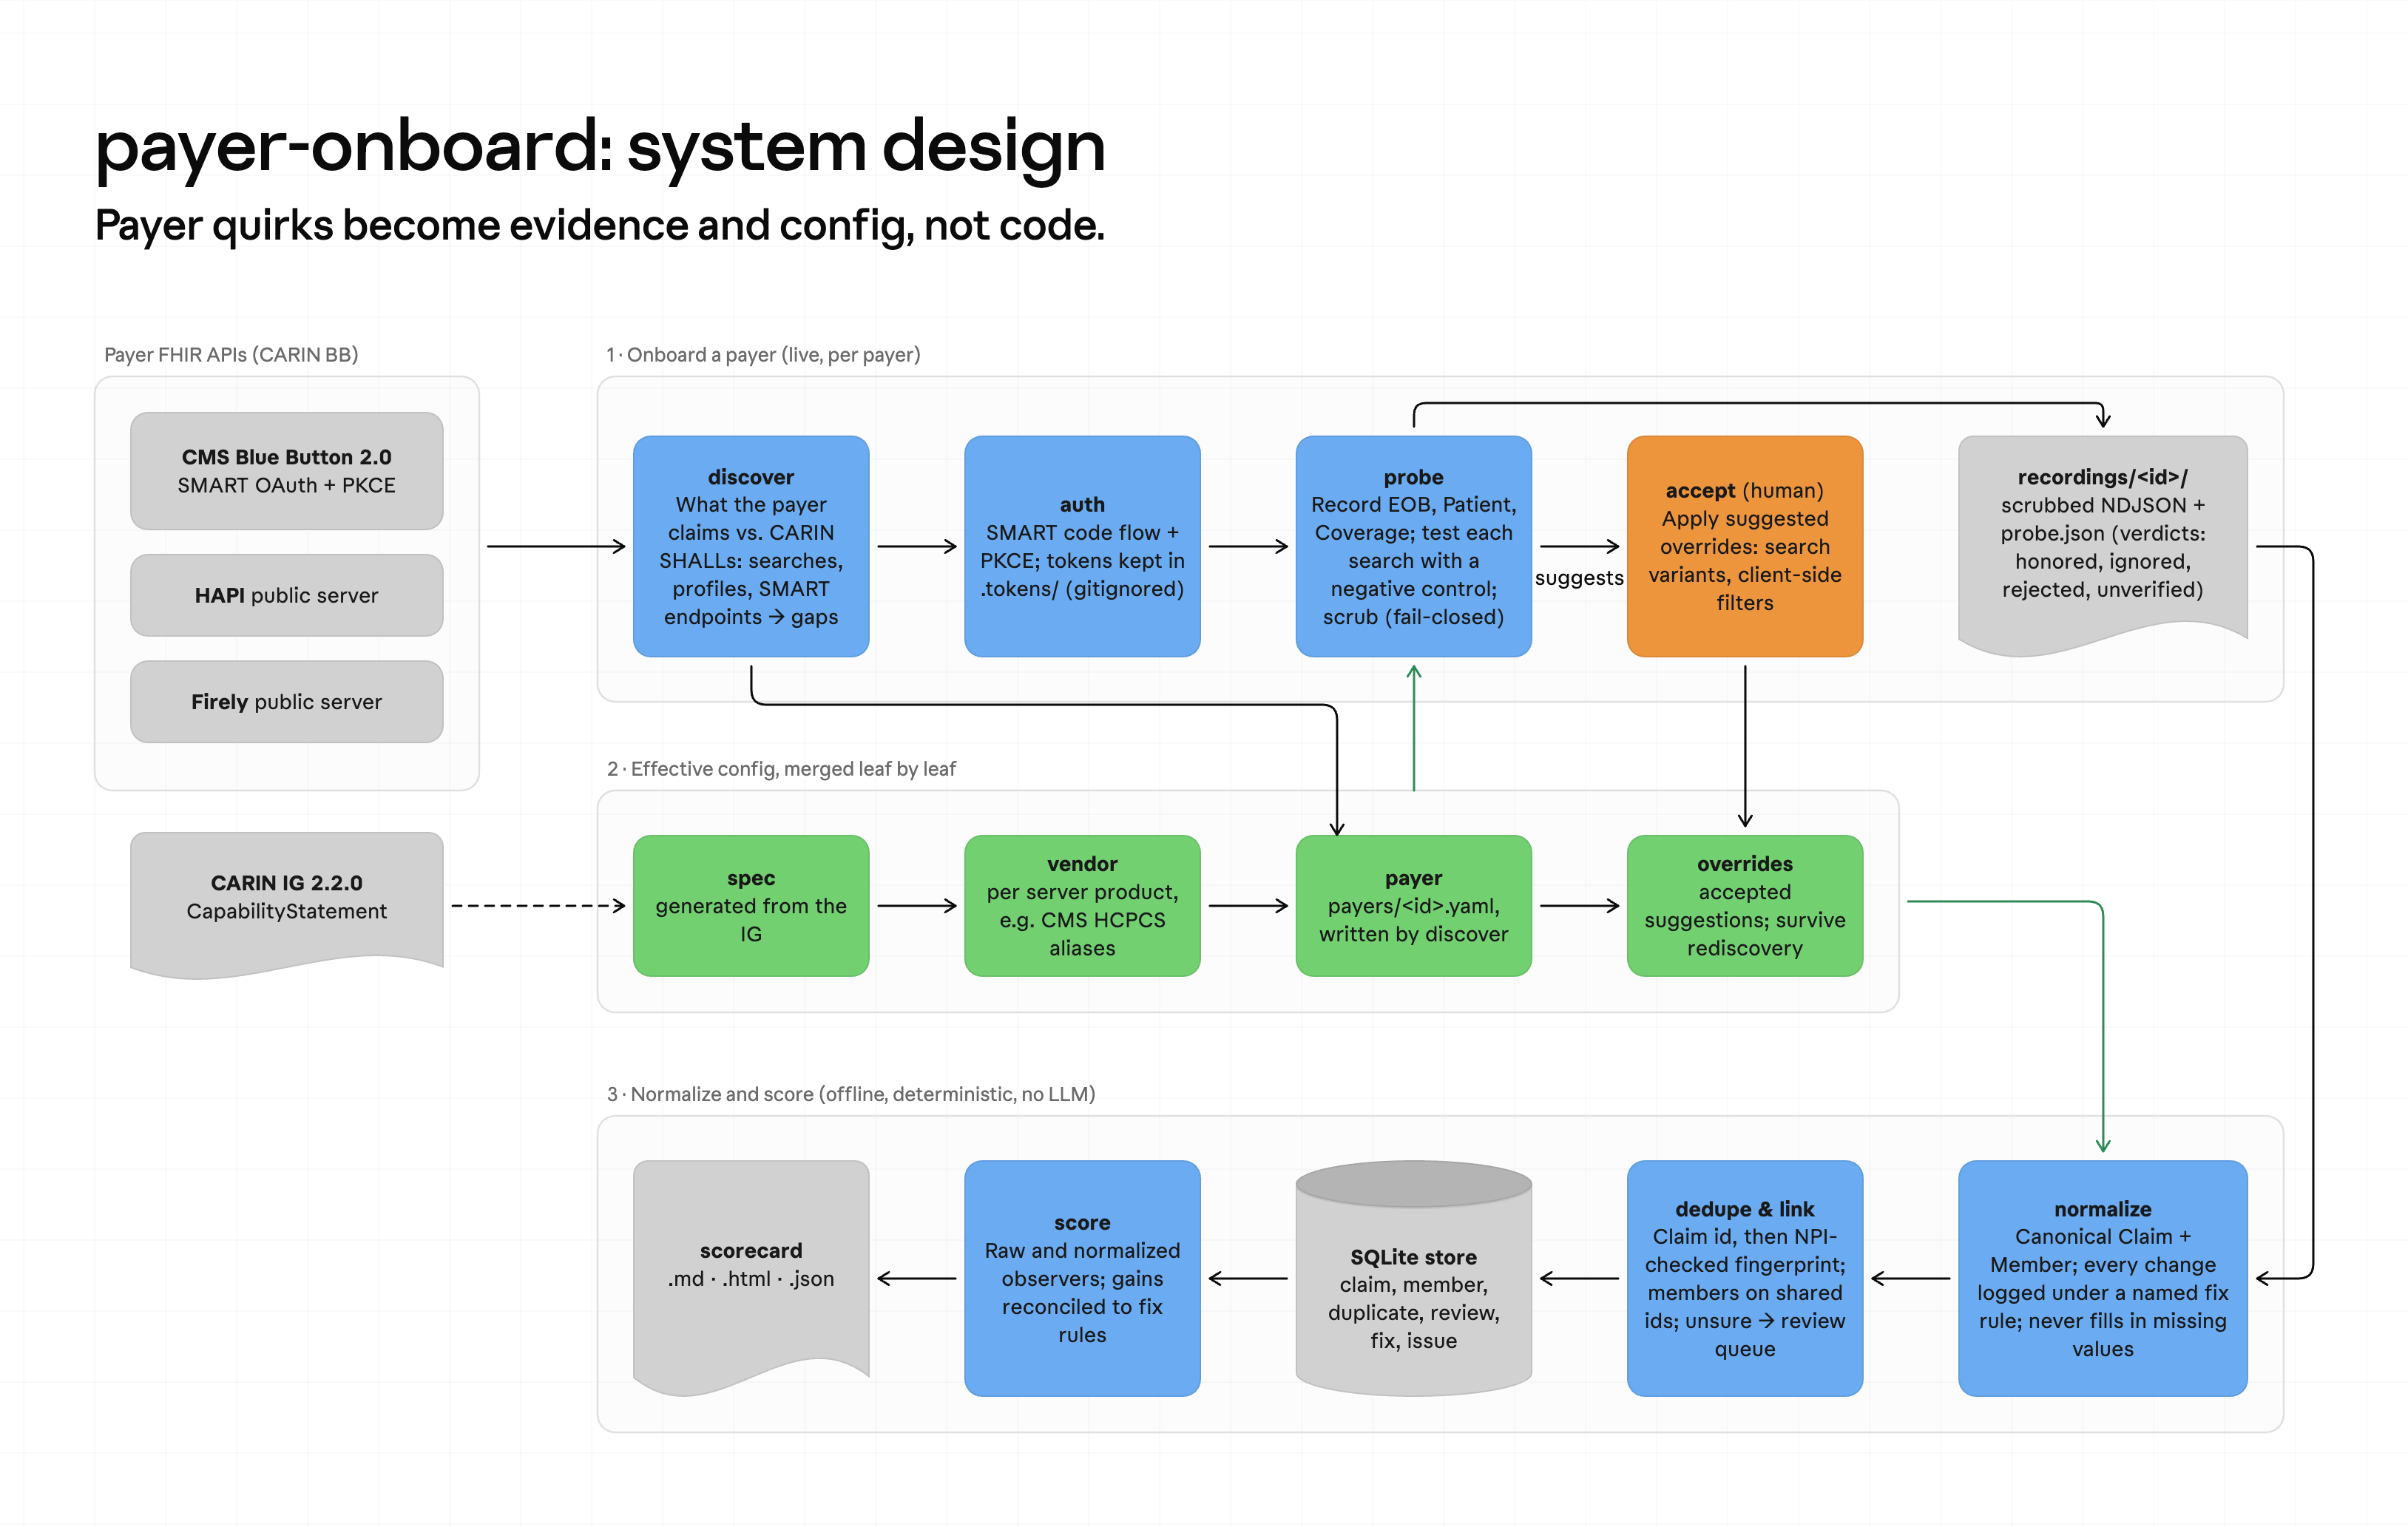 payer-onboard: system design
Payer quirks become evidence and config, not code.
Payer FHIR APIs (CARIN BB)
CMS Blue Button 2.0
SMART OAuth + PKCE
HAPI public server
Firely public server
CARIN IG 2.2.0
CapabilityStatement
1 · Onboard a payer (live, per payer)
discover
What the payer
claims vs. CARIN
SHALLs: searches,
profiles, SMART
endpoints → gaps
auth
SMART code flow +
PKCE; tokens kept in
.tokens/ (gitignored)
probe
Record EOB, Patient,
Coverage; test each
search with a
negative control;
scrub (fail-closed)
suggests
accept (human)
Apply suggested
overrides: search
variants, client-side
filters
recordings/<id>/
scrubbed NDJSON +
probe.json (verdicts:
honored, ignored,
rejected, unverified)
2 · Effective config, merged leaf by leaf
spec
generated from the
IG
vendor
per server product,
e.g. CMS HCPCS
aliases
payer
payers/<id>.yaml,
written by discover
overrides
accepted
suggestions; survive
rediscovery
3 · Normalize and score (offline, deterministic, no LLM)
scorecard
.md · .html · .json
score
Raw and normalized
observers; gains
reconciled to fix
rules
SQLite store
claim, member,
duplicate, review,
fix, issue
dedupe & link
Claim id, then NPI-
checked fingerprint;
members on shared
ids; unsure → review
queue
normalize
Canonical Claim +
Member; every change
logged under a named fix
rule; never fills in missing
values